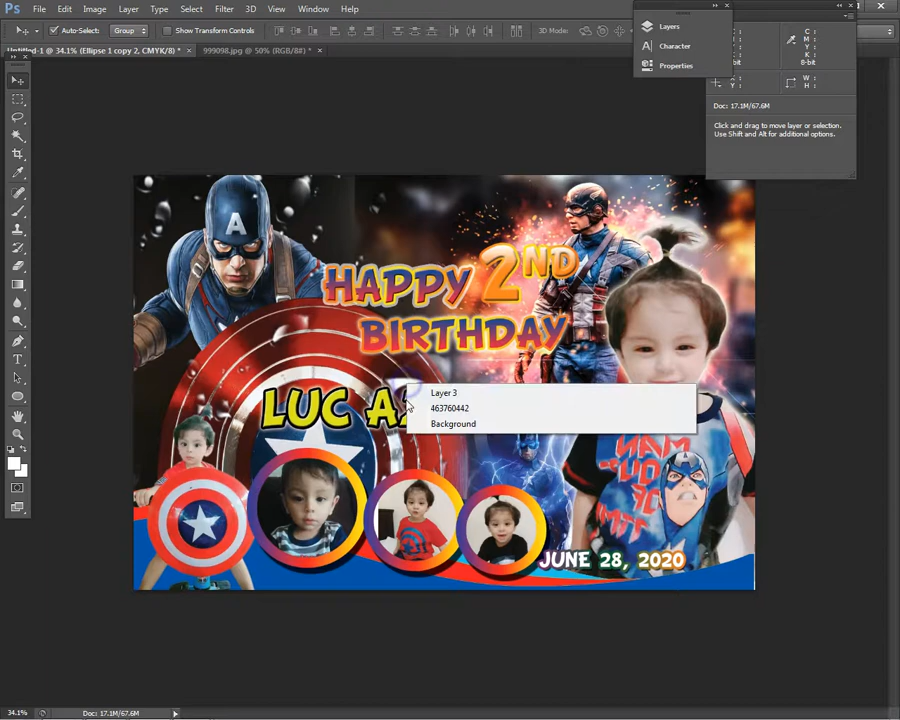 Ps File Edit Image Layer Type Select Filter 3D View Window Help
Auto-Select: Group Show Transform Controls 3D Mode:
Untitled-1 @ 34.1% (Ellipse 1 copy 2, CMYK/8) * × 999098.jpg @ 50% (RGB/8#) * ×
Layers
Character
Properties
C :
M :
Y :
K :
8-bit
X :
Y :
W :
H :
Doc: 17.1M/67.6M
Click and drag to move layer or selection.
Use Shift and Alt for additional options.
A
HAPPY 2ND
BIRTHDAY
LUC
Layer 3
463760442
Background
JUNE 28, 2020
34.1% Doc: 17.1M/67.6M